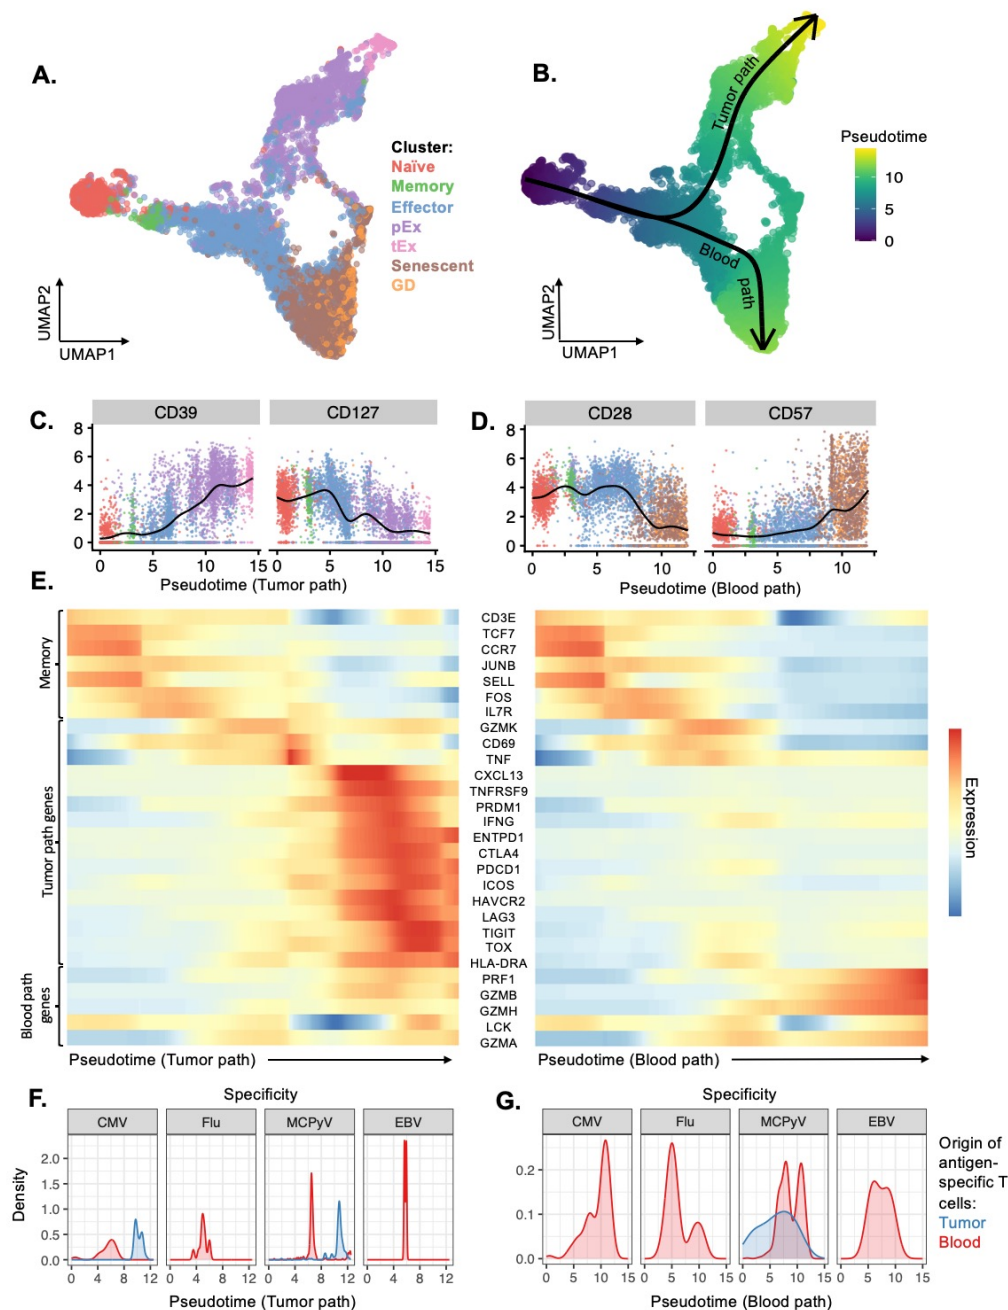 A.
Cluster:
Naïve
Memory
Effector
pEx
tEx
Senescent
GD
UMAP2
UMAP1
B.
Tumor path
Blood
path
Pseudotime
10
5
0
UMAP2
UMAP1
C.
CD39
CD127
8
6
4
2
0
0 5 10 15
0 5 10 15
Pseudotime (Tumor path)
D.
CD28
CD57
8
6
4
2
0
0 5 10
0 5 10
Pseudotime (Blood path)
E.
Memory
Tumor path genes
Blood path
genes
CD3E
TCF7
CCR7
JUNB
SELL
FOS
IL7R
GZMK
CD69
TNF
CXCL13
TNFRSF9
PRDM1
IFNG
ENTPD1
CTLA4
PDCD1
ICOS
HAVCR2
LAG3
TIGIT
TOX
HLA-DRA
PRF1
GZMB
GZMH
LCK
GZMA
Expression
Pseudotime (Tumor path)
Pseudotime (Blood path)
F.
Specificity
CMV
Flu
MCPyV
EBV
Density
2.0
1.5
1.0
0.5
0.0
0 4 8 12
0 4 8 12
0 4 8 12
0 4 8 12
Pseudotime (Tumor path)
G.
Specificity
CMV
Flu
MCPyV
EBV
0.2
0.1
0.0
0 5 10 15
0 5 10 15
0 5 10 15
0 5 10 15
Pseudotime (Blood path)
Origin of
antigen-
specific T
cells:
Tumor
Blood